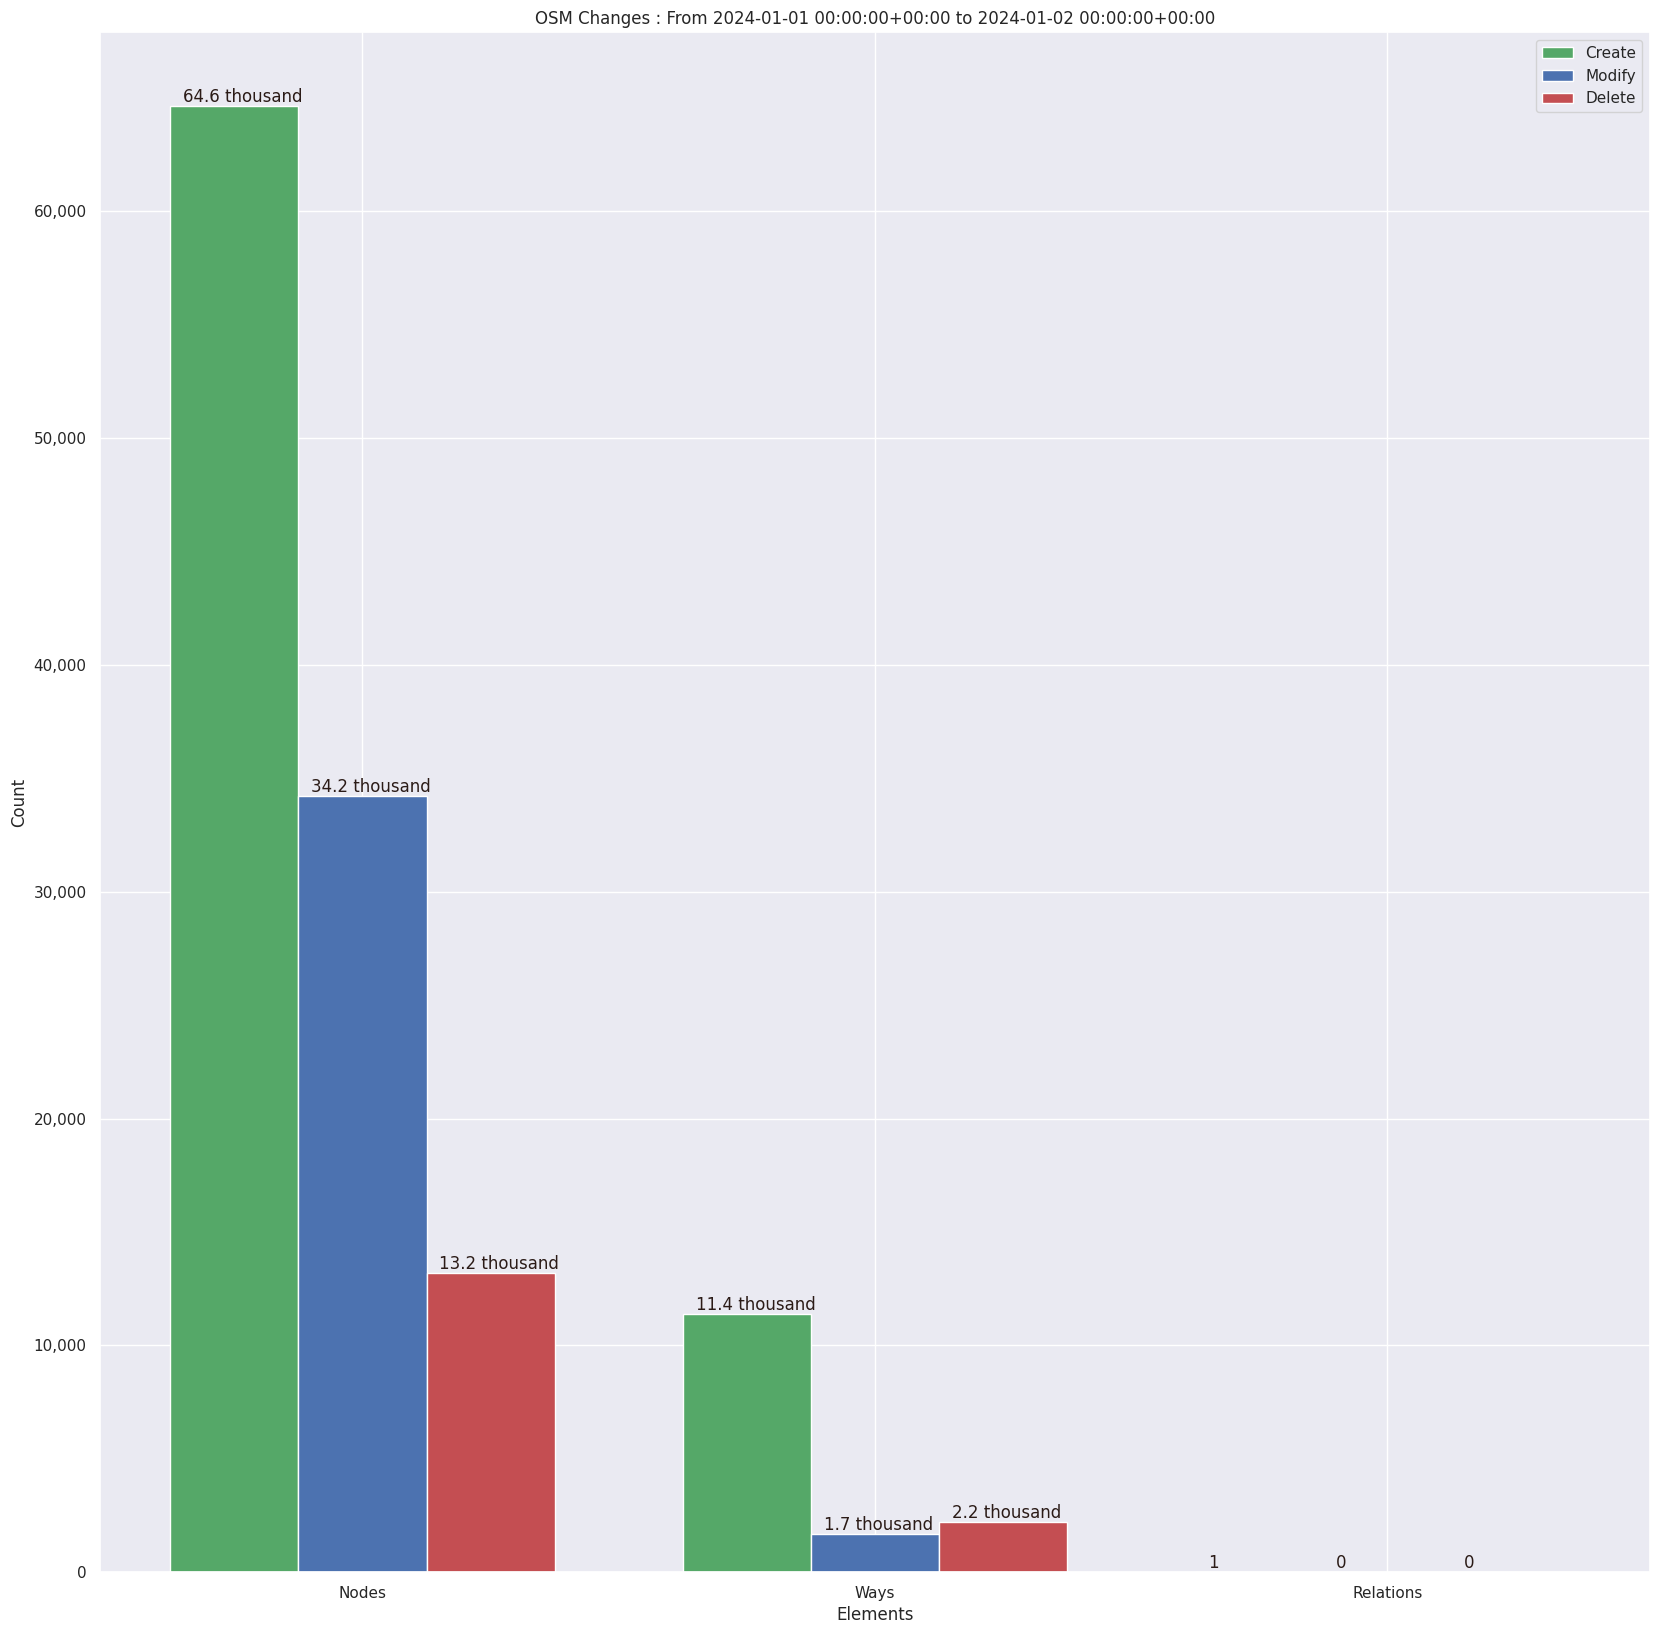 OSM Changes : From 2024-01-01 00:00:00+00:00 to 2024-01-02 00:00:00+00:00
Create
Modify
Delete
64.6 thousand
34.2 thousand
13.2 thousand
11.4 thousand
1.7 thousand
2.2 thousand
1
0
0
60,000
50,000
40,000
30,000
20,000
10,000
0
Count
Nodes
Ways
Relations
Elements